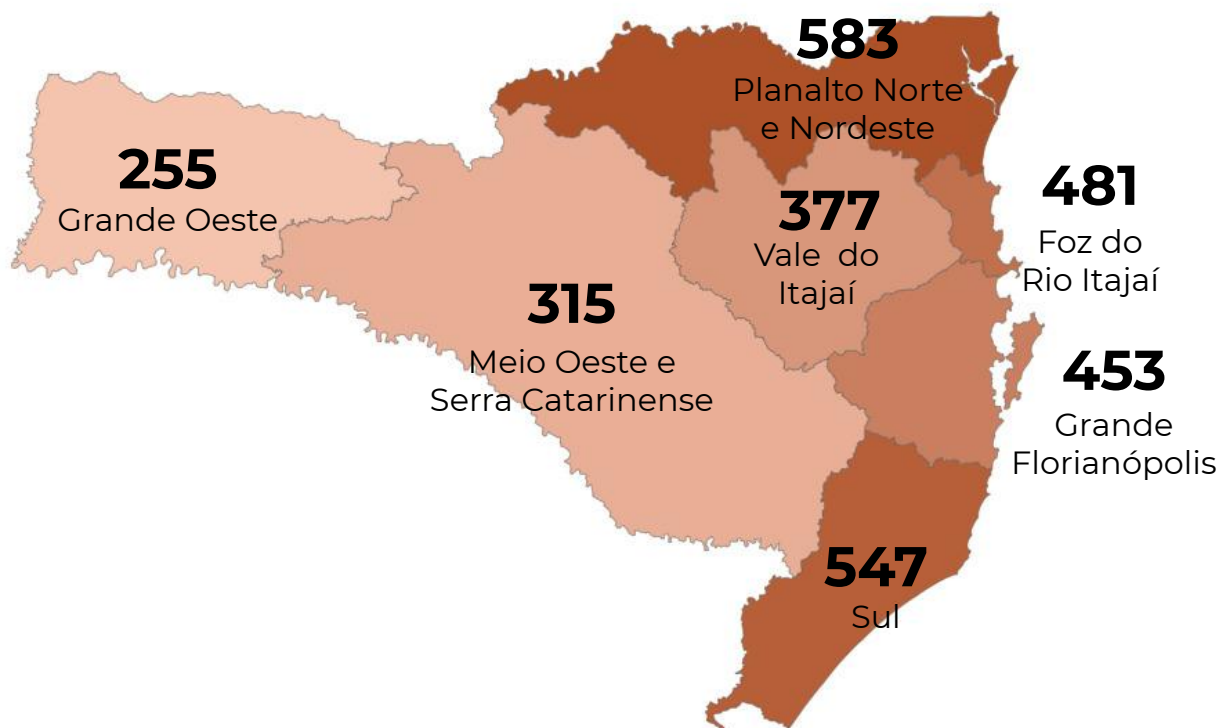 583
Planalto Norte
e Nordeste
255
Grande Oeste
377
Vale do
Itajaí
481
Foz do
Rio Itajaí
315
Meio Oeste e
Serra Catarinense
453
Grande
Florianópolis
547
Sul